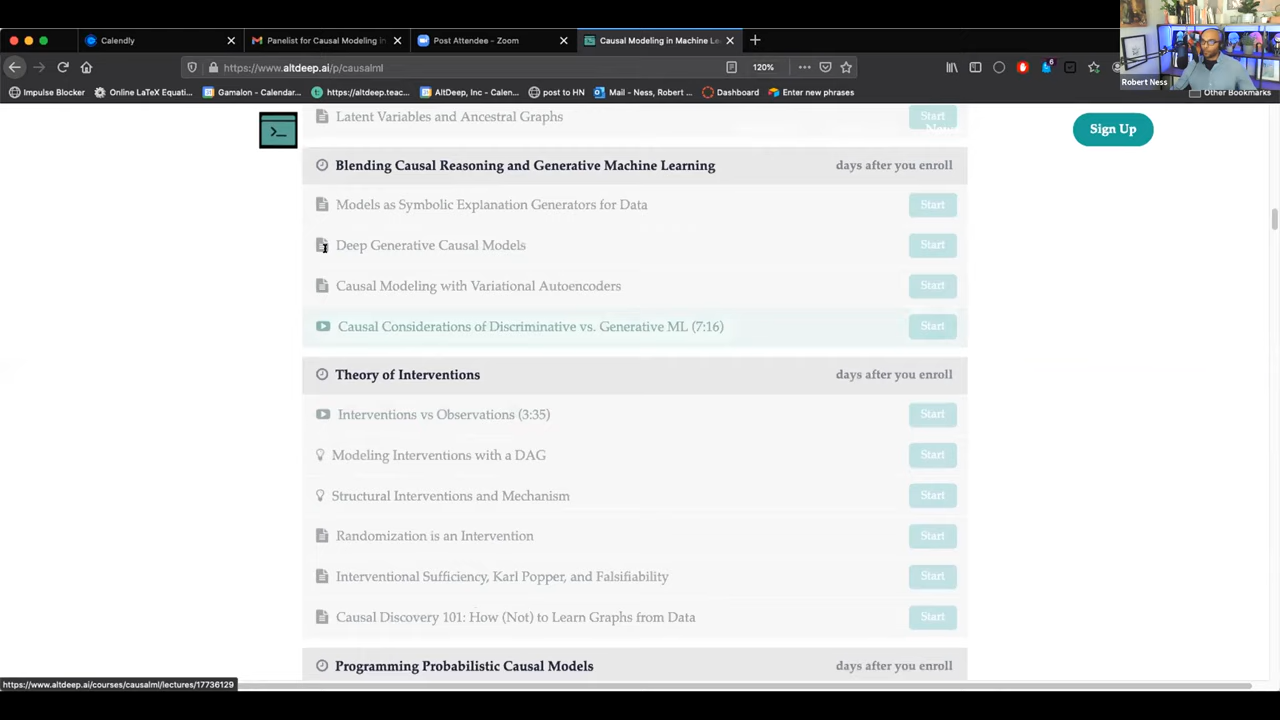 Calendly
Panelist for Causal Modeling in
Post Attendee - Zoom
Causal Modeling in Machine Le
https://www.altdeep.ai/p/causalml
120%
Robert Ness
Impulse Blocker
Online LaTeX Equati...
Gamalon - Calendar...
https://altdeep.teac...
AltDeep, Inc - Calen...
post to HN
Mail - Ness, Robert ...
Dashboard
Enter new phrases
Other Bookmarks
Latent Variables and Ancestral Graphs
Start
Sign Up
Blending Causal Reasoning and Generative Machine Learning
days after you enroll
Models as Symbolic Explanation Generators for Data
Start
Deep Generative Causal Models
Start
Causal Modeling with Variational Autoencoders
Start
Causal Considerations of Discriminative vs. Generative ML (7:16)
Start
Theory of Interventions
days after you enroll
Interventions vs Observations (3:35)
Start
Modeling Interventions with a DAG
Start
Structural Interventions and Mechanism
Start
Randomization is an Intervention
Start
Interventional Sufficiency, Karl Popper, and Falsifiability
Start
Causal Discovery 101: How (Not) to Learn Graphs from Data
Start
Programming Probabilistic Causal Models
days after you enroll
https://www.altdeep.ai/courses/causalml/lectures/17736129